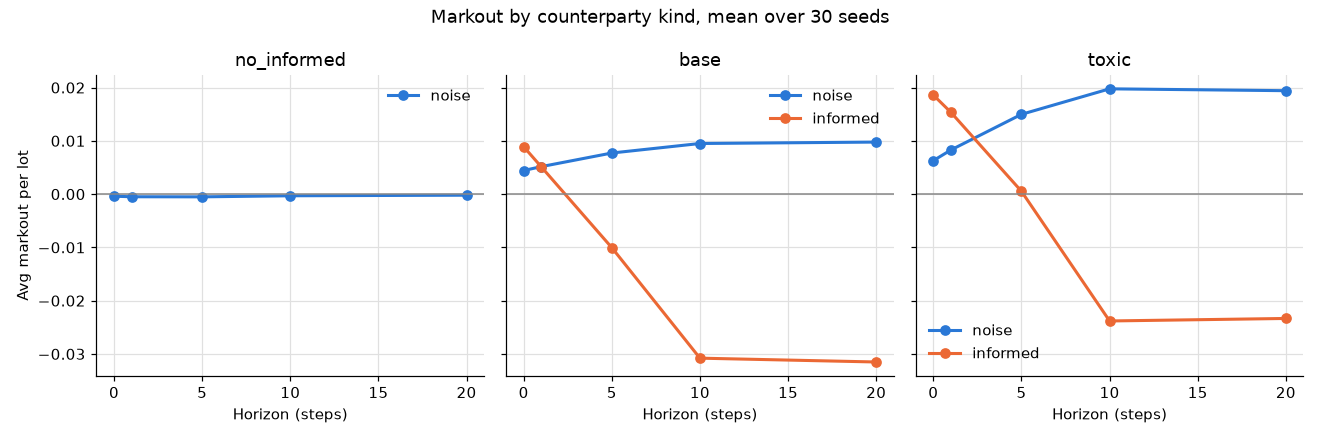 Markout by counterparty kind, mean over 30 seeds
no_informed
base
toxic
Avg markout per lot
0.02
0.01
0.00
−0.01
−0.02
−0.03
noise
noise
informed
noise
informed
0 5 10 15 20
0 5 10 15 20
0 5 10 15 20
Horizon (steps)
Horizon (steps)
Horizon (steps)